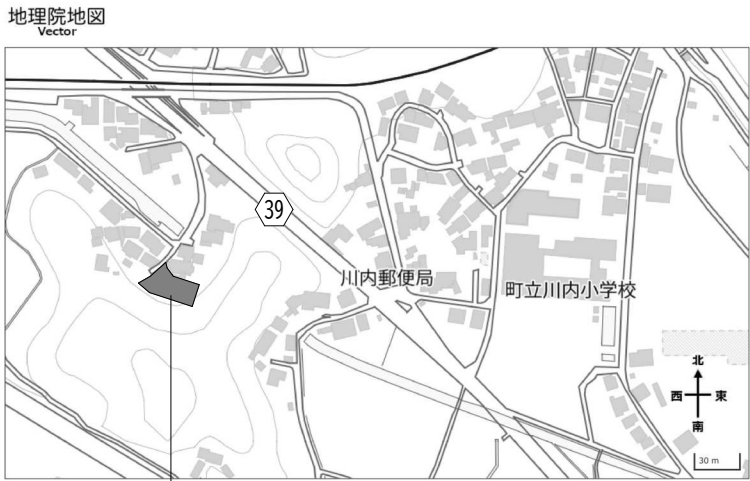 地理院地図
Vector
39
川内郵便局
町立川内小学校
北
西 東
南
30 m